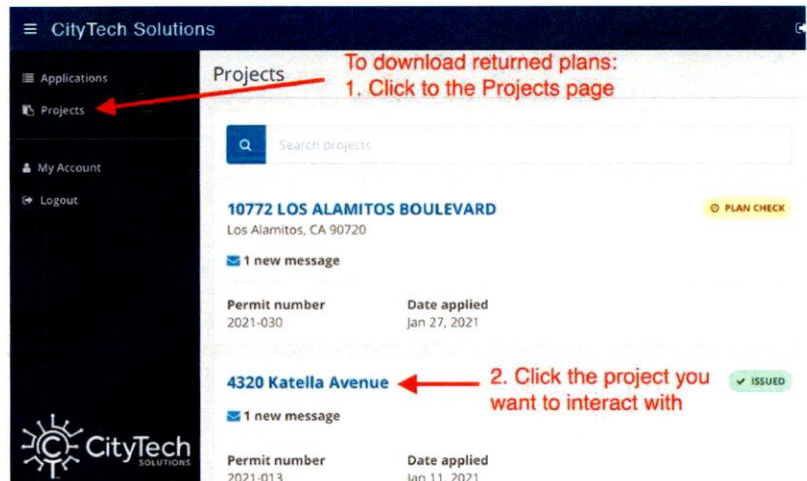 CityTech Solutions
Applications
Projects
My Account
Logout
Projects
To download returned plans:
1. Click to the Projects page
Search projects
10772 LOS ALAMITOS BOULEVARD
PLAN CHECK
Los Alamitos, CA 90720
1 new message
Permit number
Date applied
2021-030
Jan 27, 2021
4320 Katella Avenue
2. Click the project you
want to interact with
ISSUED
1 new message
Permit number
Date applied
2021-013
Jan 11, 2021
CityTech
SOLUTIONS